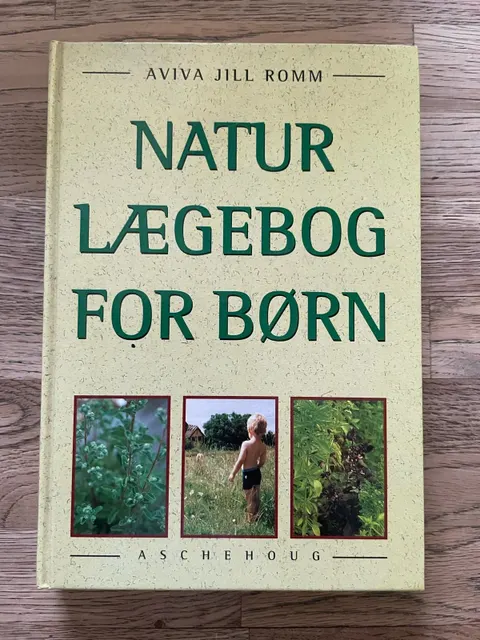 AVIVA JILL ROMM
NATUR
LÆGEBOG
FOR BØRN
ASCHEHOUG